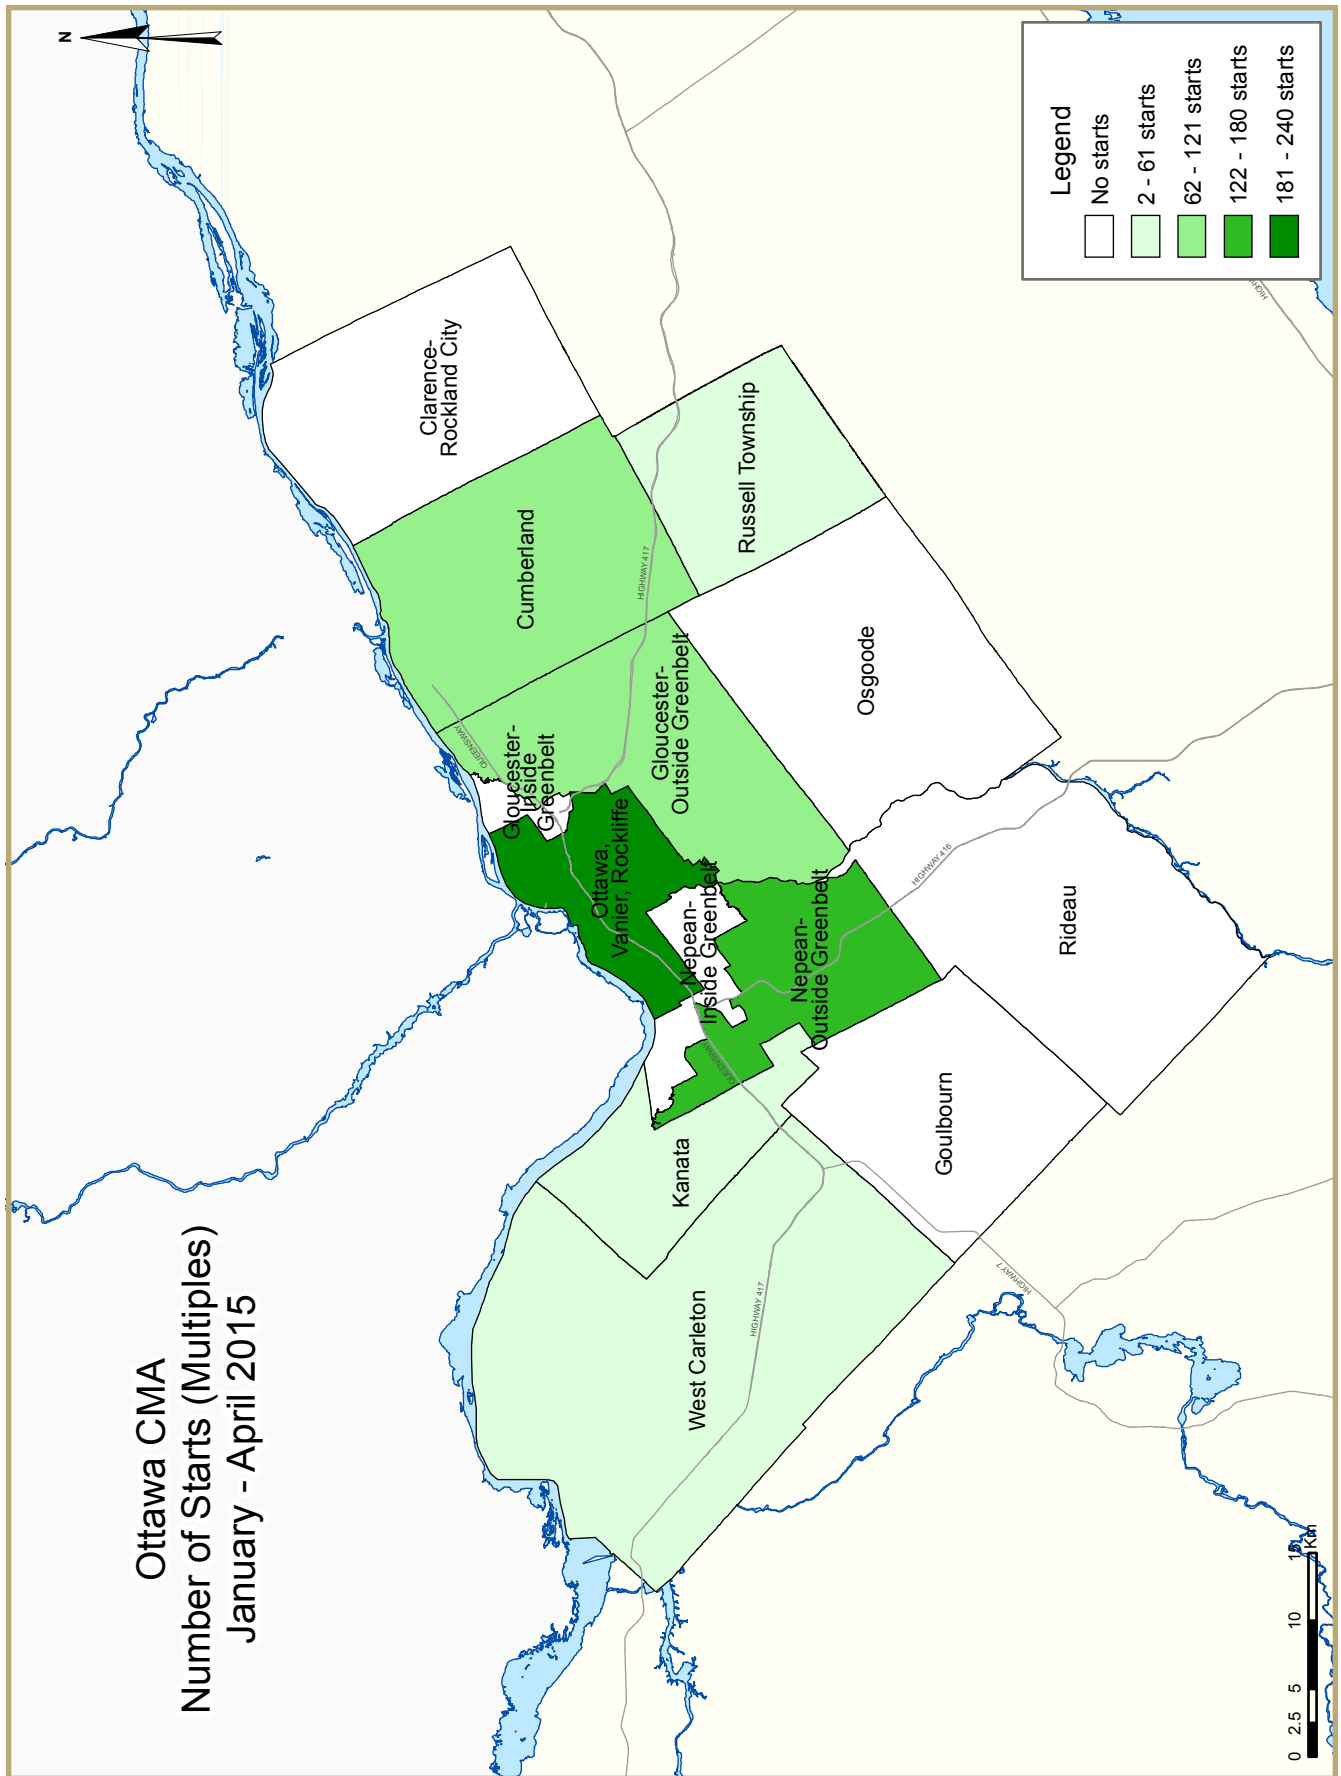 Ottawa CMA
Number of Starts (Multiples)
January - April 2015
N
Clarence-
Rockland City
Cumberland
Russell Township
HIGHWAY 417
QUEENSWAY
Gloucester-
Inside
Greenbelt
Gloucester-
Outside Greenbelt
Osgoode
Ottawa,
Vanier, Rockliffe
Nepean-
Inside Greenbelt
Nepean-
Outside Greenbelt
HIGHWAY 416
Rideau
QUEENSWAY
Kanata
Goulbourn
West Carleton
HIGHWAY 417
HIGHWAY 7
Legend
No starts
2 - 61 starts
62 - 121 starts
122 - 180 starts
181 - 240 starts
0 2.5 5 10 15
Km